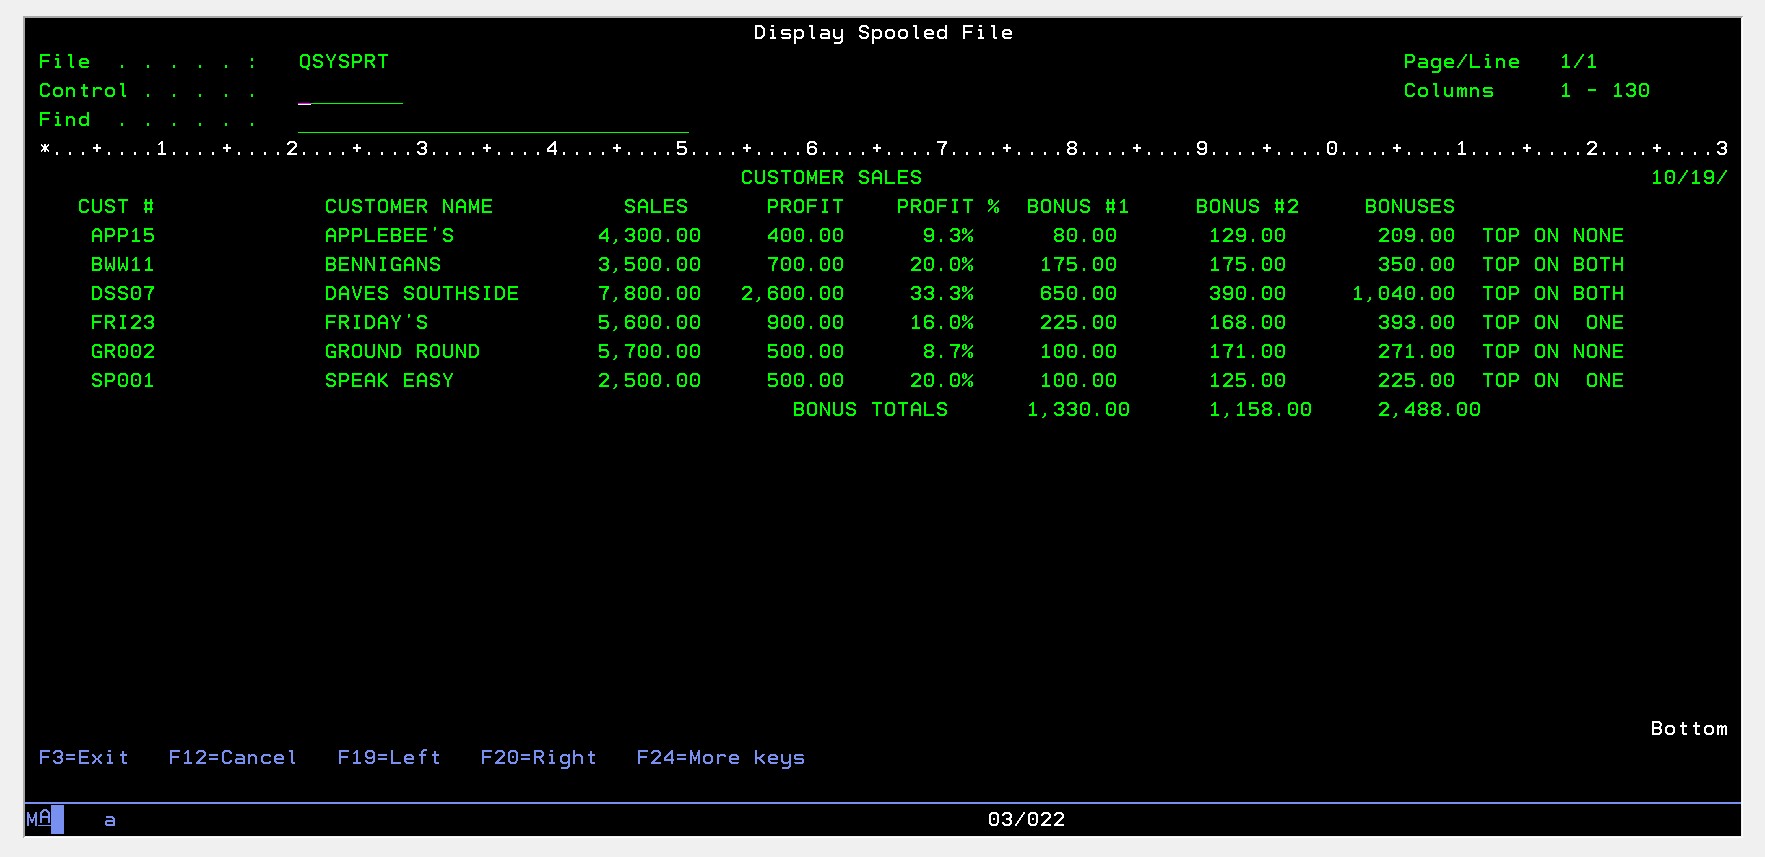 Display Spooled File
File  . . . . . :   QSYSPRT                    Page/Line   1/1
Control . . . . .   _                          Columns     1 - 130
Find  . . . . . .
*...+....1....+....2....+....3....+....4....+....5....+....6....+....7....+....8....+....9....+....0....+....1....+....2....+....3
CUSTOMER SALES                    10/19/
CUST #   CUSTOMER NAME   SALES   PROFIT   PROFIT %   BONUS #1   BONUS #2   BONUSES
APP15   APPLEBEE'S   4,300.00   400.00   9.3%   80.00   129.00   209.00   TOP ON NONE
BWW11   BENNIGANS   3,500.00   700.00   20.0%   175.00   175.00   350.00   TOP ON BOTH
DSS07   DAVES SOUTHSIDE   7,800.00   2,600.00   33.3%   650.00   390.00   1,040.00   TOP ON BOTH
FRI23   FRIDAY'S   5,600.00   900.00   16.0%   225.00   168.00   393.00   TOP ON  ONE
GR002   GROUND ROUND   5,700.00   500.00   8.7%   100.00   171.00   271.00   TOP ON NONE
SP001   SPEAK EASY   2,500.00   500.00   20.0%   100.00   125.00   225.00   TOP ON  ONE
BONUS TOTALS   1,330.00   1,158.00   2,488.00
Bottom
F3=Exit   F12=Cancel   F19=Left   F20=Right   F24=More keys
MA   a   03/022